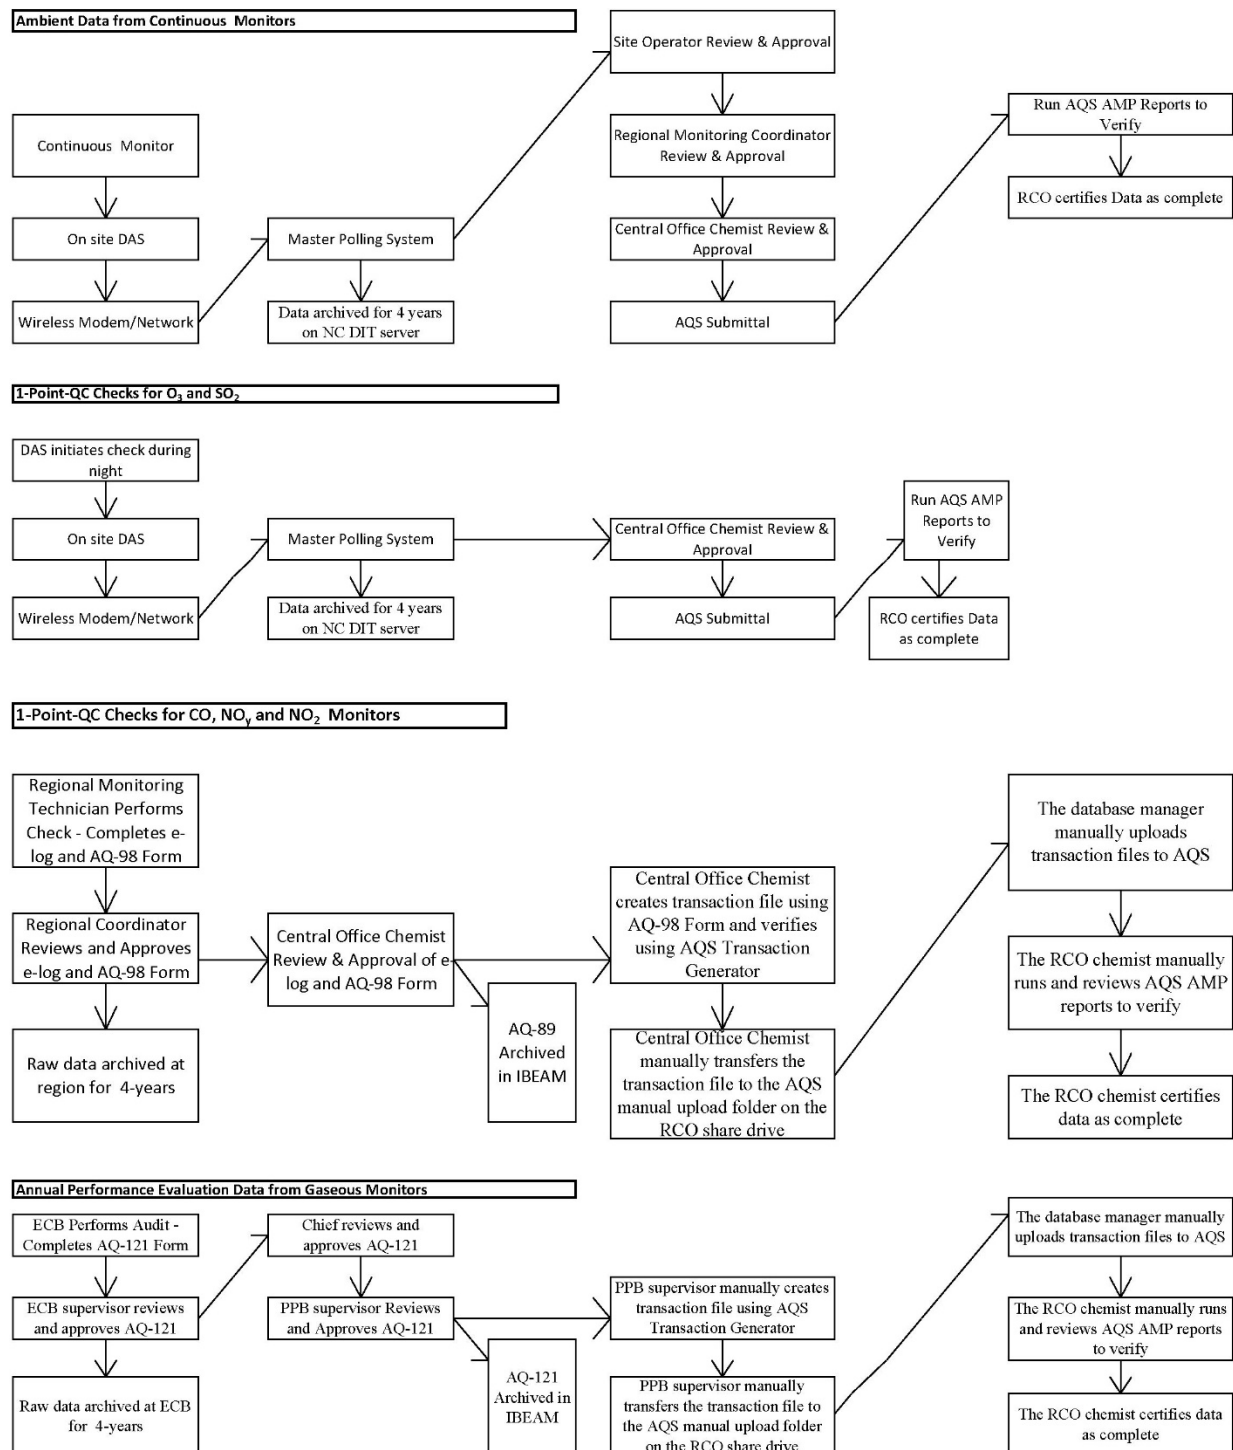 Ambient Data from Continuous Monitors
Continuous Monitor
On site DAS
Wireless Modem/Network
Master Polling System
Data archived for 4 years
on NC DIT server
Site Operator Review & Approval
Regional Monitoring Coordinator
Review & Approval
Central Office Chemist Review &
Approval
AQS Submittal
Run AQS AMP Reports to
Verify
RCO certifies Data as complete
1-Point-QC Checks for O₃ and SO₂
DAS initiates check during
night
On site DAS
Wireless Modem/Network
Master Polling System
Data archived for 4 years
on NC DIT server
Central Office Chemist Review &
Approval
AQS Submittal
Run AQS AMP
Reports to
Verify
RCO certifies Data
as complete
1-Point-QC Checks for CO, NOy and NO₂ Monitors
Regional Monitoring
Technician Performs
Check - Completes e-
log and AQ-98 Form
Regional Coordinator
Reviews and Approves
e-log and AQ-98 Form
Raw data archived at
region for 4-years
Central Office Chemist
Review & Approval of e-
log and AQ-98 Form
AQ-89
Archived
in IBEAM
Central Office Chemist
creates transaction file using
AQ-98 Form and verifies
using AQS Transaction
Generator
Central Office Chemist
manually transfers the
transaction file to the AQS
manual upload folder on the
RCO share drive
The database manager
manually uploads
transaction files to AQS
The RCO chemist manually
runs and reviews AQS AMP
reports to verify
The RCO chemist certifies
data as complete
Annual Performance Evaluation Data from Gaseous Monitors
ECB Performs Audit -
Completes AQ-121 Form
ECB supervisor reviews
and approves AQ-121
Raw data archived at ECB
for 4-years
Chief reviews and
approves AQ-121
PPB supervisor Reviews
and Approves AQ-121
AQ-121
Archived in
IBEAM
PPB supervisor manually creates
transaction file using AQS
Transaction Generator
PPB supervisor manually
transfers the transaction file to
the AQS manual upload folder
on the RCO share drive
The database manager manually
uploads transaction files to AQS
The RCO chemist manually runs
and reviews AQS AMP reports
to verify
The RCO chemist certifies data
as complete